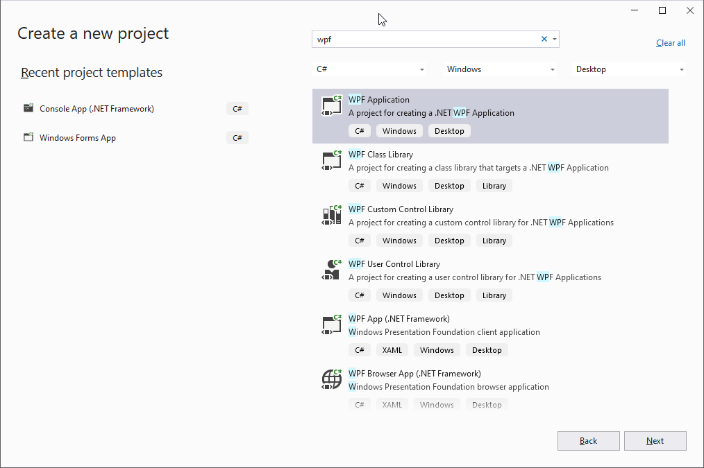 Create a new project
wpf
Clear all
Recent project templates
C#
Windows
Desktop
Console App (.NET Framework)
C#
Windows Forms App
C#
WPF Application
A project for creating a .NET WPF Application
C# Windows Desktop
WPF Class Library
A project for creating a class library that targets a .NET WPF Application
C# Windows Desktop Library
WPF Custom Control Library
A project for creating a custom control library for .NET WPF Applications
C# Windows Desktop Library
WPF User Control Library
A project for creating a user control library for .NET WPF Applications
C# Windows Desktop Library
WPF App (.NET Framework)
Windows Presentation Foundation client application
C# XAML Windows Desktop
WPF Browser App (.NET Framework)
Windows Presentation Foundation browser application
C# XAML Windows Desktop
Back
Next